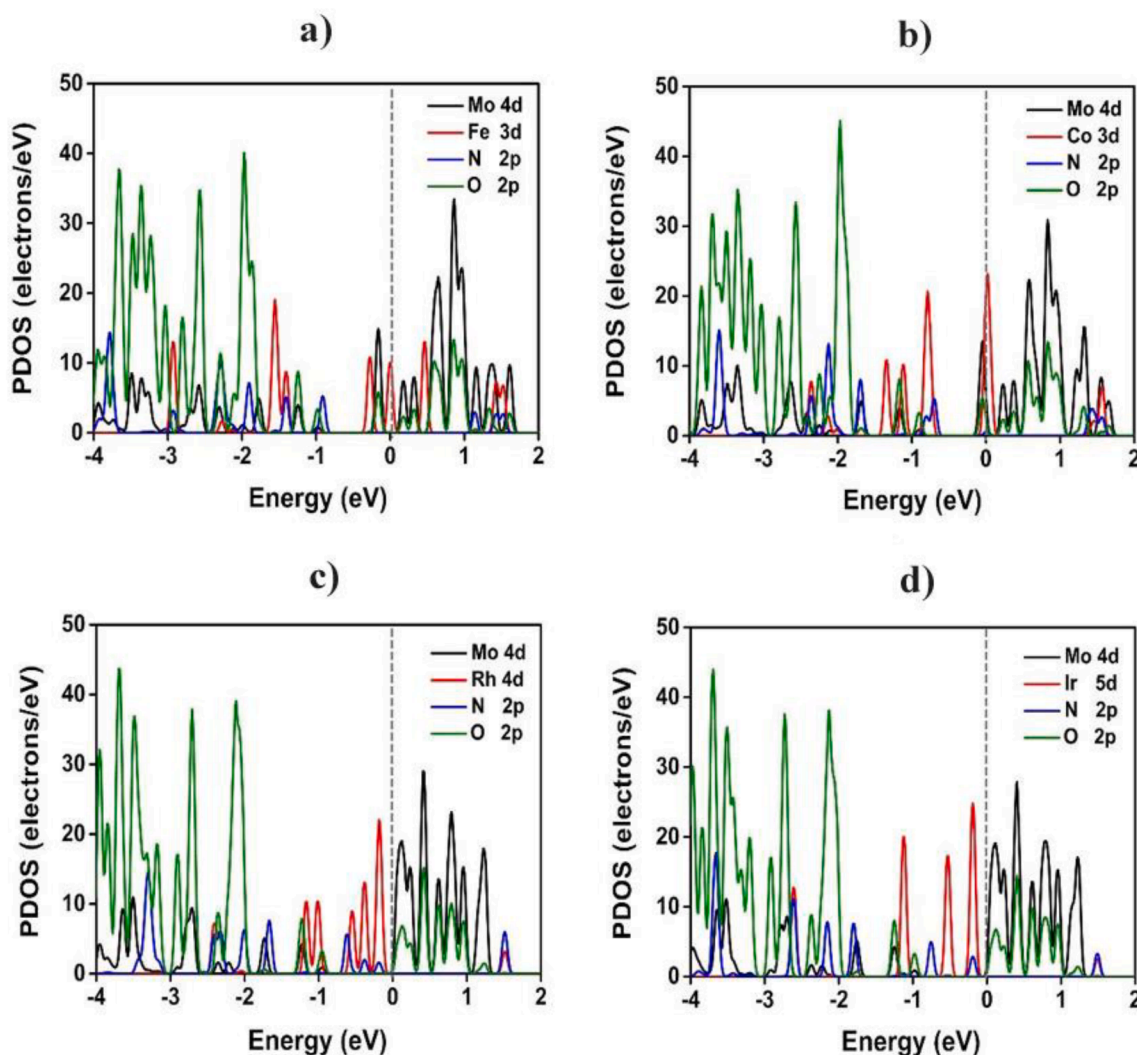 a)
50
40
30
20
10
0
PDOS (electrons/eV)
Mo 4d
Fe 3d
N 2p
O 2p
-4 -3 -2 -1 0 1 2
Energy (eV)
b)
50
40
30
20
10
0
PDOS (electrons/eV)
Mo 4d
Co 3d
N 2p
O 2p
-4 -3 -2 -1 0 1 2
Energy (eV)
c)
50
40
30
20
10
0
PDOS (electrons/eV)
Mo 4d
Rh 4d
N 2p
O 2p
-4 -3 -2 -1 0 1 2
Energy (eV)
d)
50
40
30
20
10
0
PDOS (electrons/eV)
Mo 4d
Ir 5d
N 2p
O 2p
-4 -3 -2 -1 0 1 2
Energy (eV)